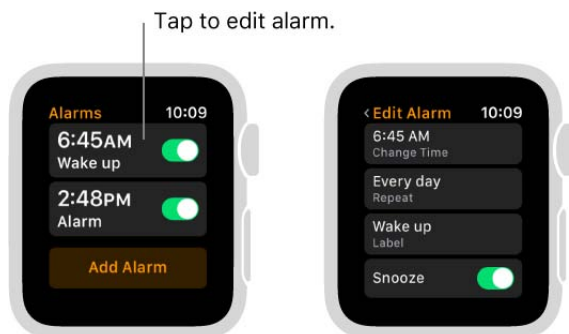 Tap to edit alarm.
Alarms 10:09
6:45AM
Wake up
2:48PM
Alarm
Add Alarm
<Edit Alarm 10:09
6:45 AM
Change Time
Every day
Repeat
Wake up
Label
Snooze